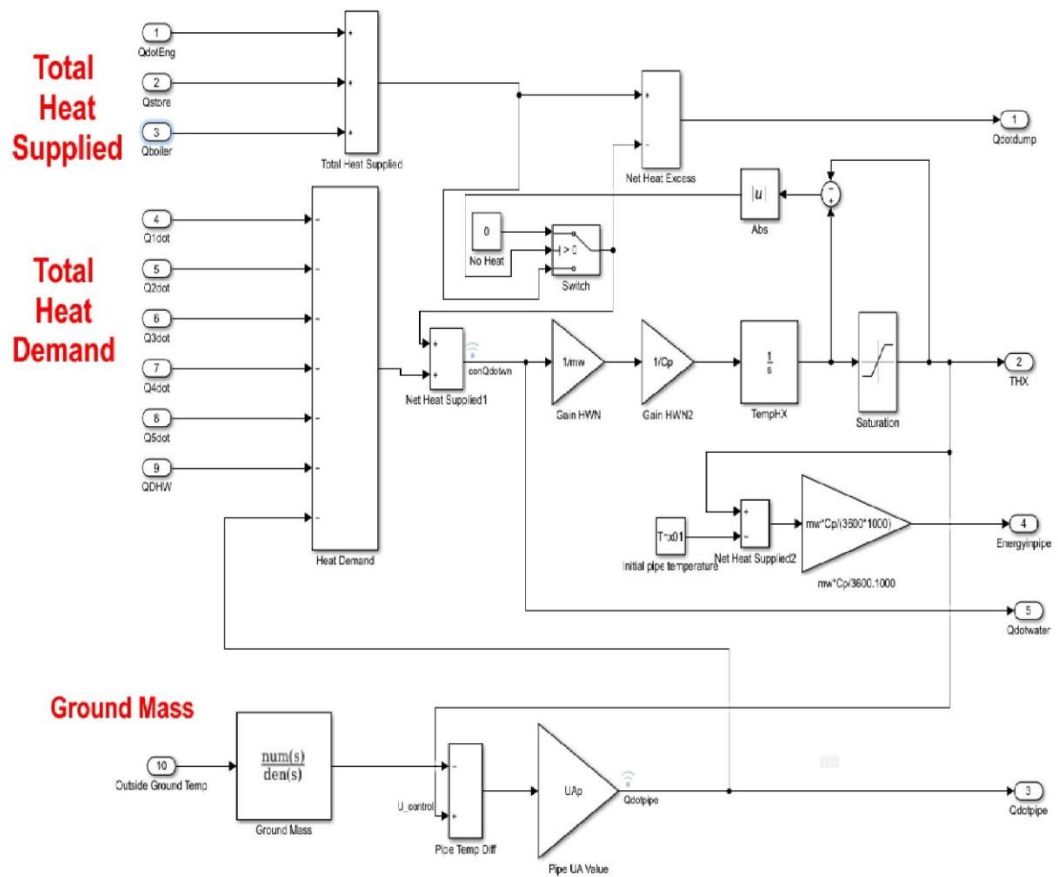 Total
Heat
Supplied
1
QdotEng
2
Qstore
3
Qboiler
+
+
+
Total Heat Supplied
+
−
Net Heat Excess
1
Qdotdump
Total
Heat
Demand
4
Q1dot
5
Q2dot
6
Q3dot
7
Q4dot
8
Q5dot
9
QDHW
−
−
−
−
−
−
−
Heat Demand
0
No Heat
> 0
Switch
|u|
Abs
−
+
+
+
Net Heat Supplied1
conQdotwn
1/mw
Gain HWN
1/Cp
Gain HWN2
1
s
TempHX
Saturation
2
THX
Initial pipe temperature
+
−
Net Heat Supplied2
mw*Cp/(3600*1000)
mw*Cp/3600.1000
4
Energyinpipe
5
Qdotwater
Ground Mass
10
Outside Ground Temp
num(s)
den(s)
Ground Mass
U_control
−
+
Pipe Temp Diff
UAp
Pipe UA Value
Qdotpipe
3
Qdotpipe